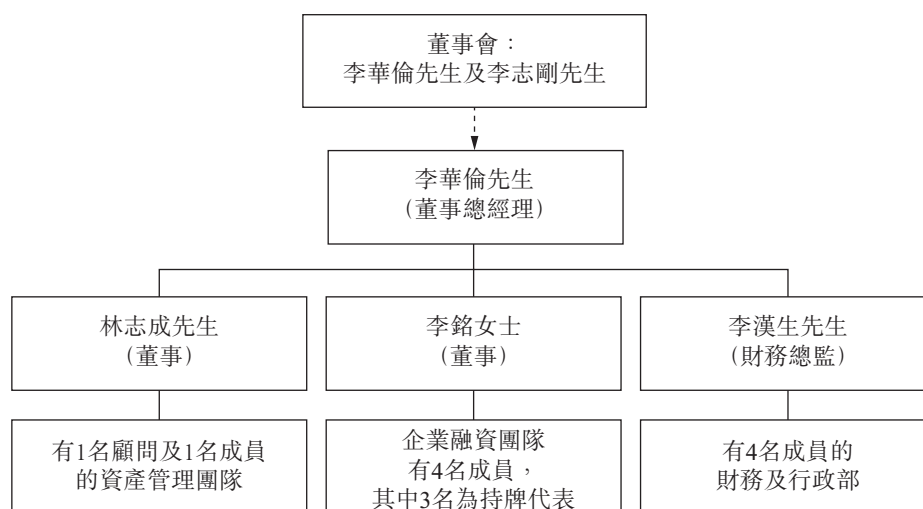 董事會：
李華倫先生及李志剛先生
李華倫先生
（董事總經理）
林志成先生
（董事）
李銘女士
（董事）
李漢生先生
（財務總監）
有1名顧問及1名成員
的資產管理團隊
企業融資團隊
有4名成員，
其中3名為持牌代表
有4名成員的
財務及行政部